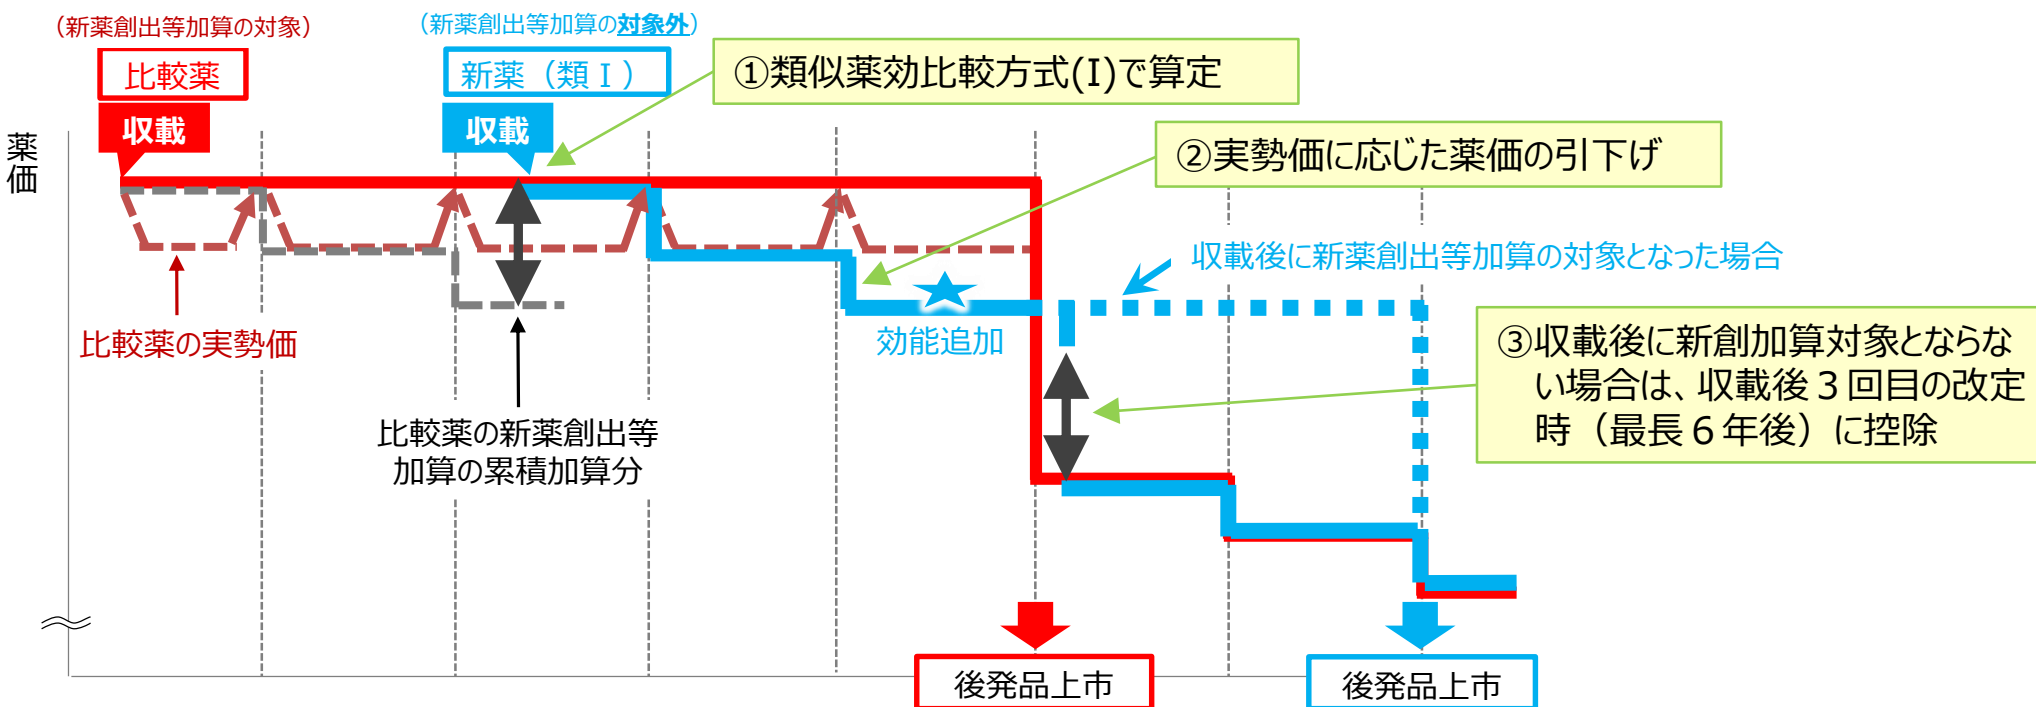 （新薬創出等加算の対象）
比較薬
収載
（新薬創出等加算の対象外）
新薬（類Ⅰ）
収載
①類似薬効比較方式(I)で算定
②実勢価に応じた薬価の引下げ
薬価
収載後に新薬創出等加算の対象となった場合
比較薬の実勢価
効能追加
③収載後に新創加算対象とならな
い場合は、収載後３回目の改定
時（最長６年後）に控除
比較薬の新薬創出等
加算の累積加算分
後発品上市
後発品上市